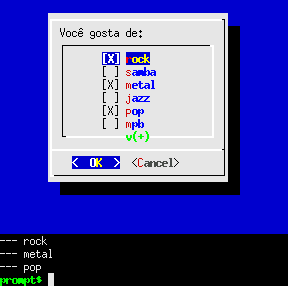 Você gosta de:
[X] rock
[ ] samba
[X] metal
[ ] jazz
[X] pop
[ ] mpb
v(+)
< OK > <Cancel>
--- rock
--- metal
--- pop
prompt$